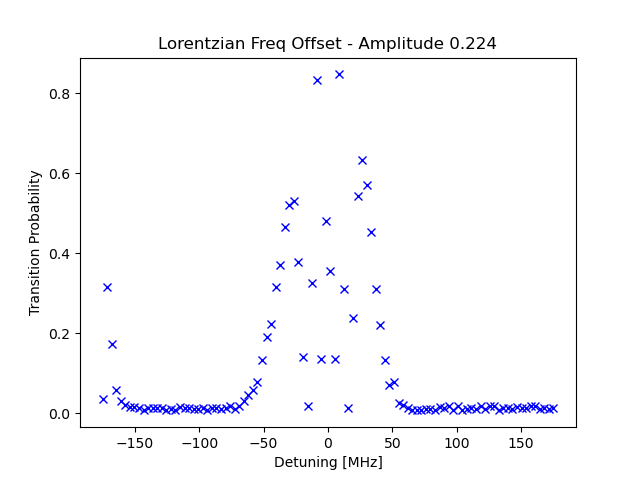 Lorentzian Freq Offset - Amplitude 0.224
Transition Probability
0.8
0.6
0.4
0.2
0.0
−150 −100 −50 0 50 100 150
Detuning [MHz]